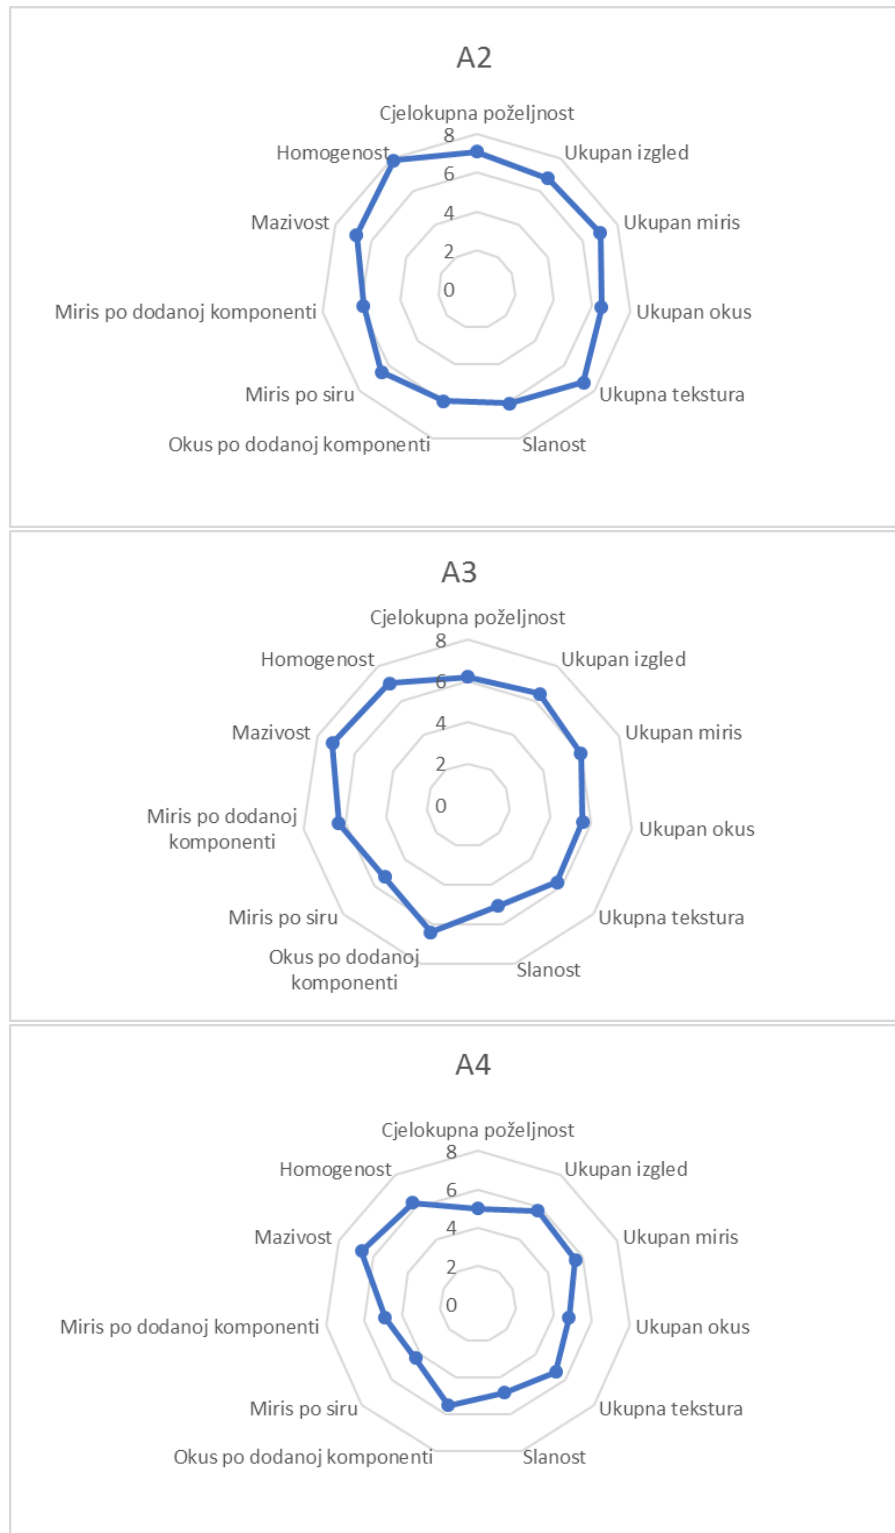 A2
Cjelokupna poželjnost
8
Homogenost
Ukupan izgled
6
Mazivost
Ukupan miris
4
2
0
Miris po dodanoj komponenti
Ukupan okus
Miris po siru
Ukupna tekstura
Okus po dodanoj komponenti
Slanost
A3
Cjelokupna poželjnost
8
Homogenost
Ukupan izgled
6
Mazivost
Ukupan miris
4
2
0
Miris po dodanoj
komponenti
Ukupan okus
Miris po siru
Ukupna tekstura
Okus po dodanoj
komponenti
Slanost
A4
Cjelokupna poželjnost
8
Homogenost
Ukupan izgled
6
Mazivost
Ukupan miris
4
2
0
Miris po dodanoj komponenti
Ukupan okus
Miris po siru
Ukupna tekstura
Okus po dodanoj komponenti
Slanost